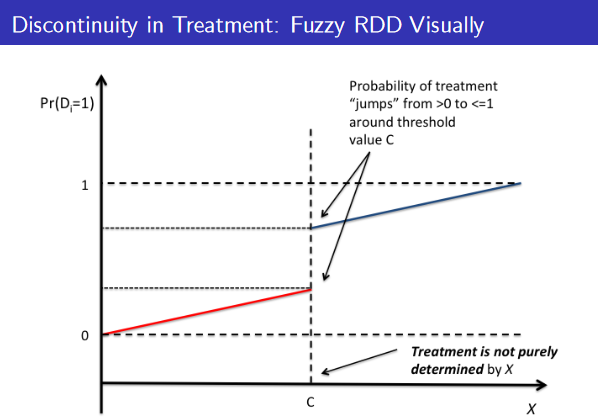 Discontinuity in Treatment: Fuzzy RDD Visually
Probability of treatment
“jumps” from >0 to <=1
around threshold
value C
Pr(Di=1)
1
0
Treatment is not purely
determined by X
C
X